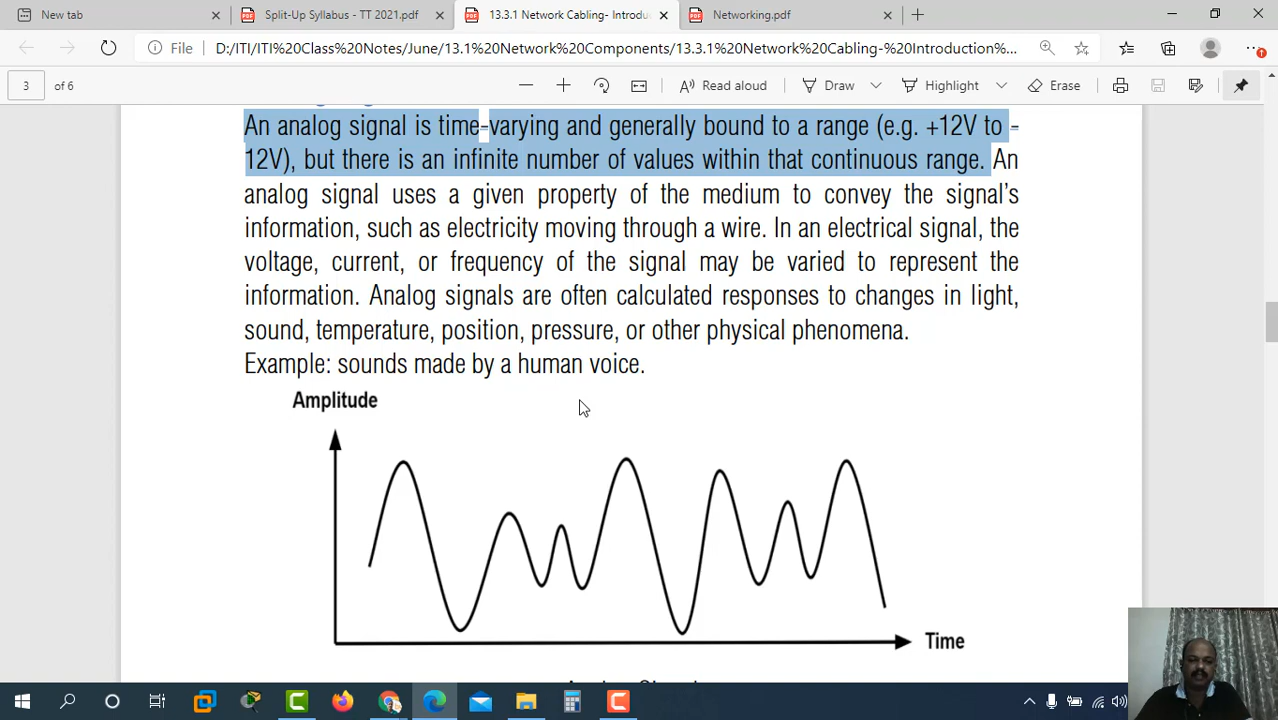 New tab
Split-Up Syllabus - TT 2021.pdf
13.3.1 Network Cabling- Introdu
Networking.pdf
File
D:/ITI/ITI%20Class%20Notes/June/13.1%20Network%20Components/13.3.1%20Network%20Cabling-%20Introduction%...
3
of 6
Read aloud
Draw
Highlight
Erase
An analog signal is time-varying and generally bound to a range (e.g. +12V to -
12V), but there is an infinite number of values within that continuous range. An
analog signal uses a given property of the medium to convey the signal's
information, such as electricity moving through a wire. In an electrical signal, the
voltage, current, or frequency of the signal may be varied to represent the
information. Analog signals are often calculated responses to changes in light,
sound, temperature, position, pressure, or other physical phenomena.
Example: sounds made by a human voice.
Amplitude
Time